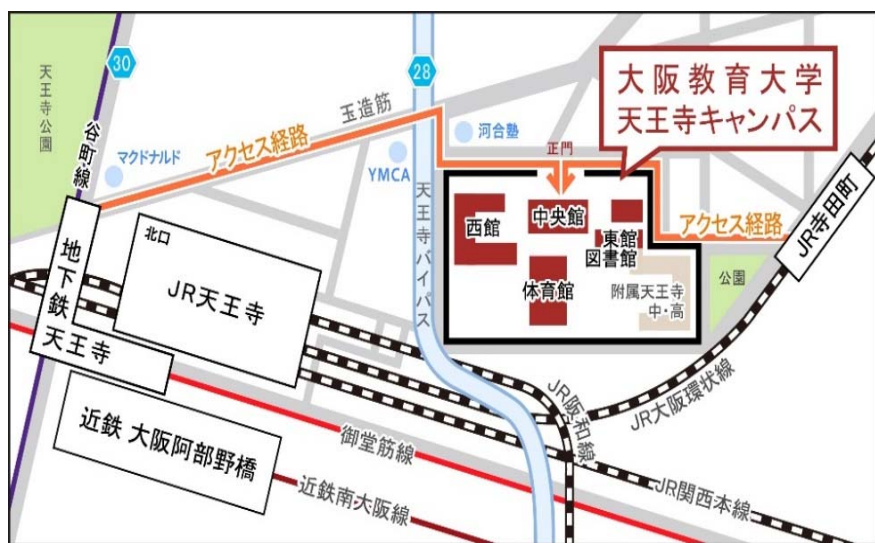 天王寺公園
30
谷町線
マクドナルド
アクセス経路
玉造筋
28
河合塾
YMCA
天王寺バイパス
大阪教育大学
天王寺キャンパス
正門
西館
中央館
東館
図書館
体育館
附属天王寺
中・高
アクセス経路
JR寺田町
公園
地下鉄
天王寺
北口
JR天王寺
近鉄 大阪阿部野橋
御堂筋線
近鉄南大阪線
JR阪和線
JR大阪環状線
JR関西本線